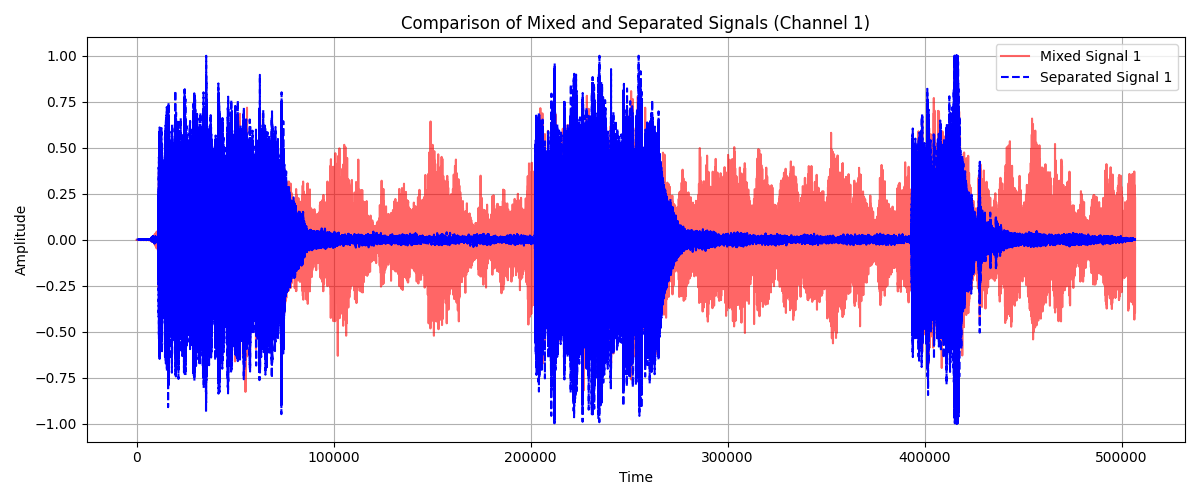 Comparison of Mixed and Separated Signals (Channel 1)
Mixed Signal 1
Separated Signal 1
Amplitude
1.00
0.75
0.50
0.25
0.00
−0.25
−0.50
−0.75
−1.00
0 100000 200000 300000 400000 500000
Time